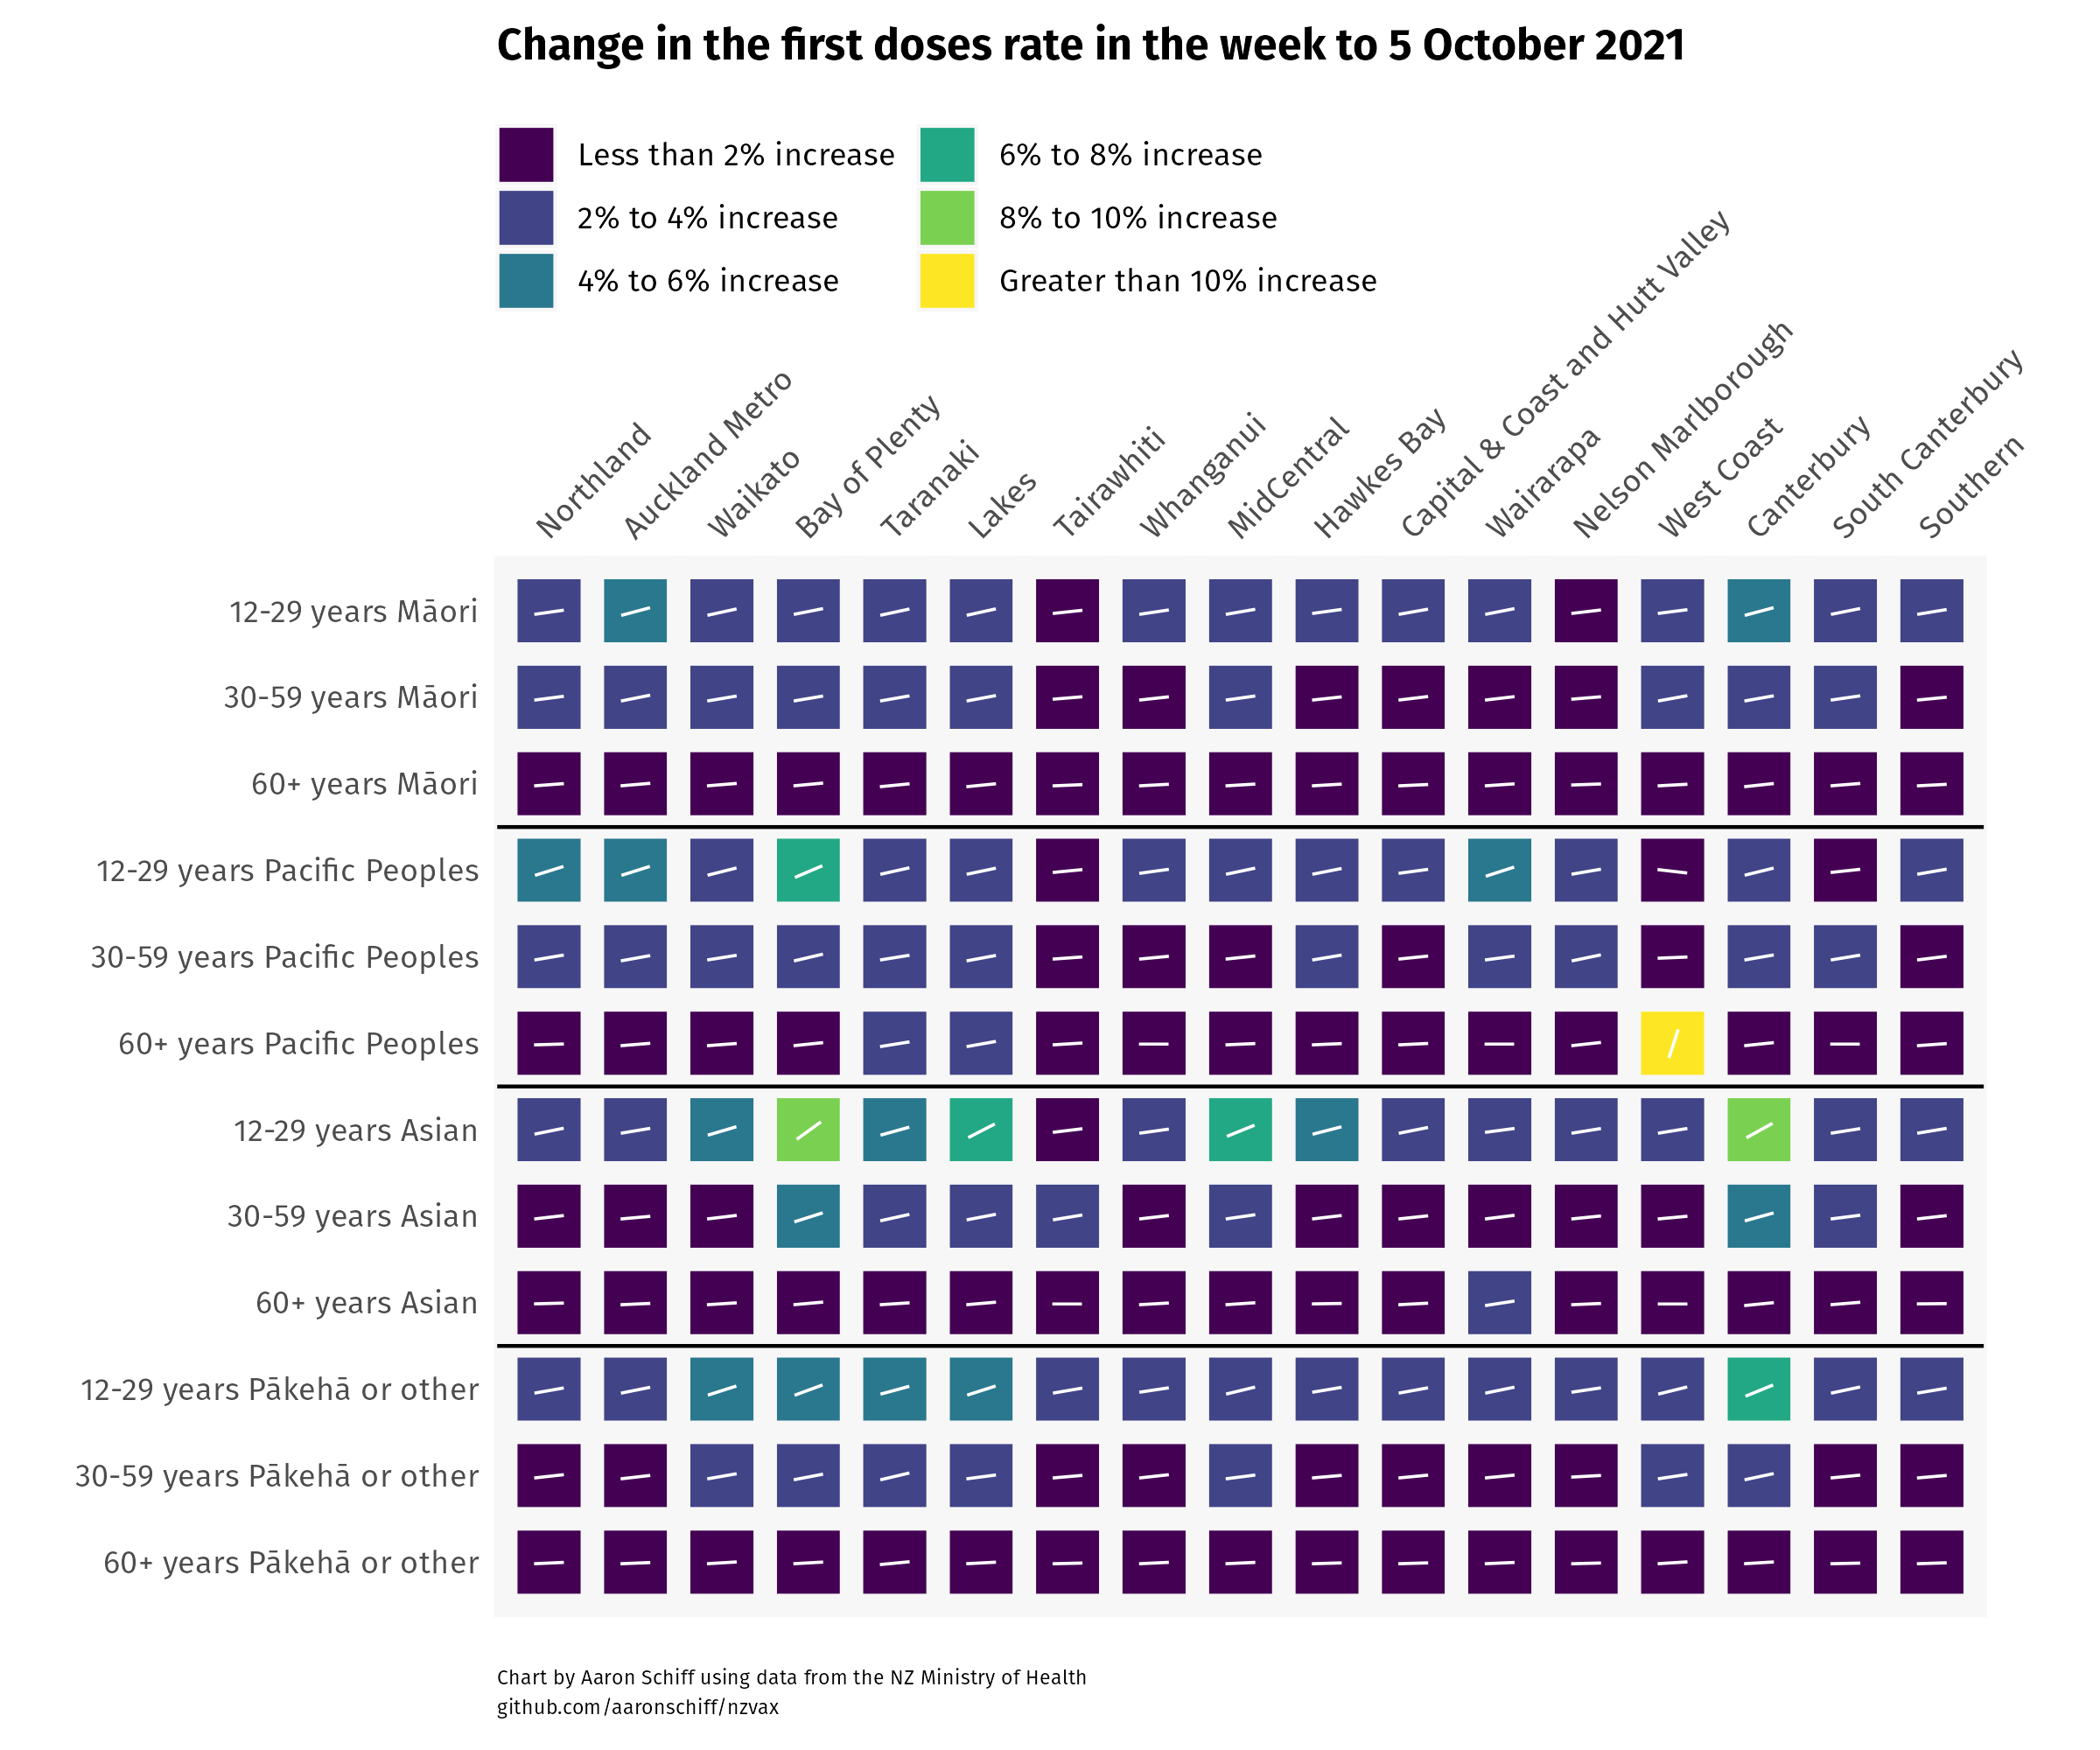 Change in the first doses rate in the week to 5 October 2021
Less than 2% increase
2% to 4% increase
4% to 6% increase
6% to 8% increase
8% to 10% increase
Greater than 10% increase
Northland
Auckland Metro
Waikato
Bay of Plenty
Taranaki
Lakes
Tairawhiti
Whanganui
MidCentral
Hawkes Bay
Capital & Coast and Hutt Valley
Wairarapa
Nelson Marlborough
West Coast
Canterbury
South Canterbury
Southern
12-29 years Māori
30-59 years Māori
60+ years Māori
12-29 years Pacific Peoples
30-59 years Pacific Peoples
60+ years Pacific Peoples
12-29 years Asian
30-59 years Asian
60+ years Asian
12-29 years Pākehā or other
30-59 years Pākehā or other
60+ years Pākehā or other
Chart by Aaron Schiff using data from the NZ Ministry of Health
github.com/aaronschiff/nzvax